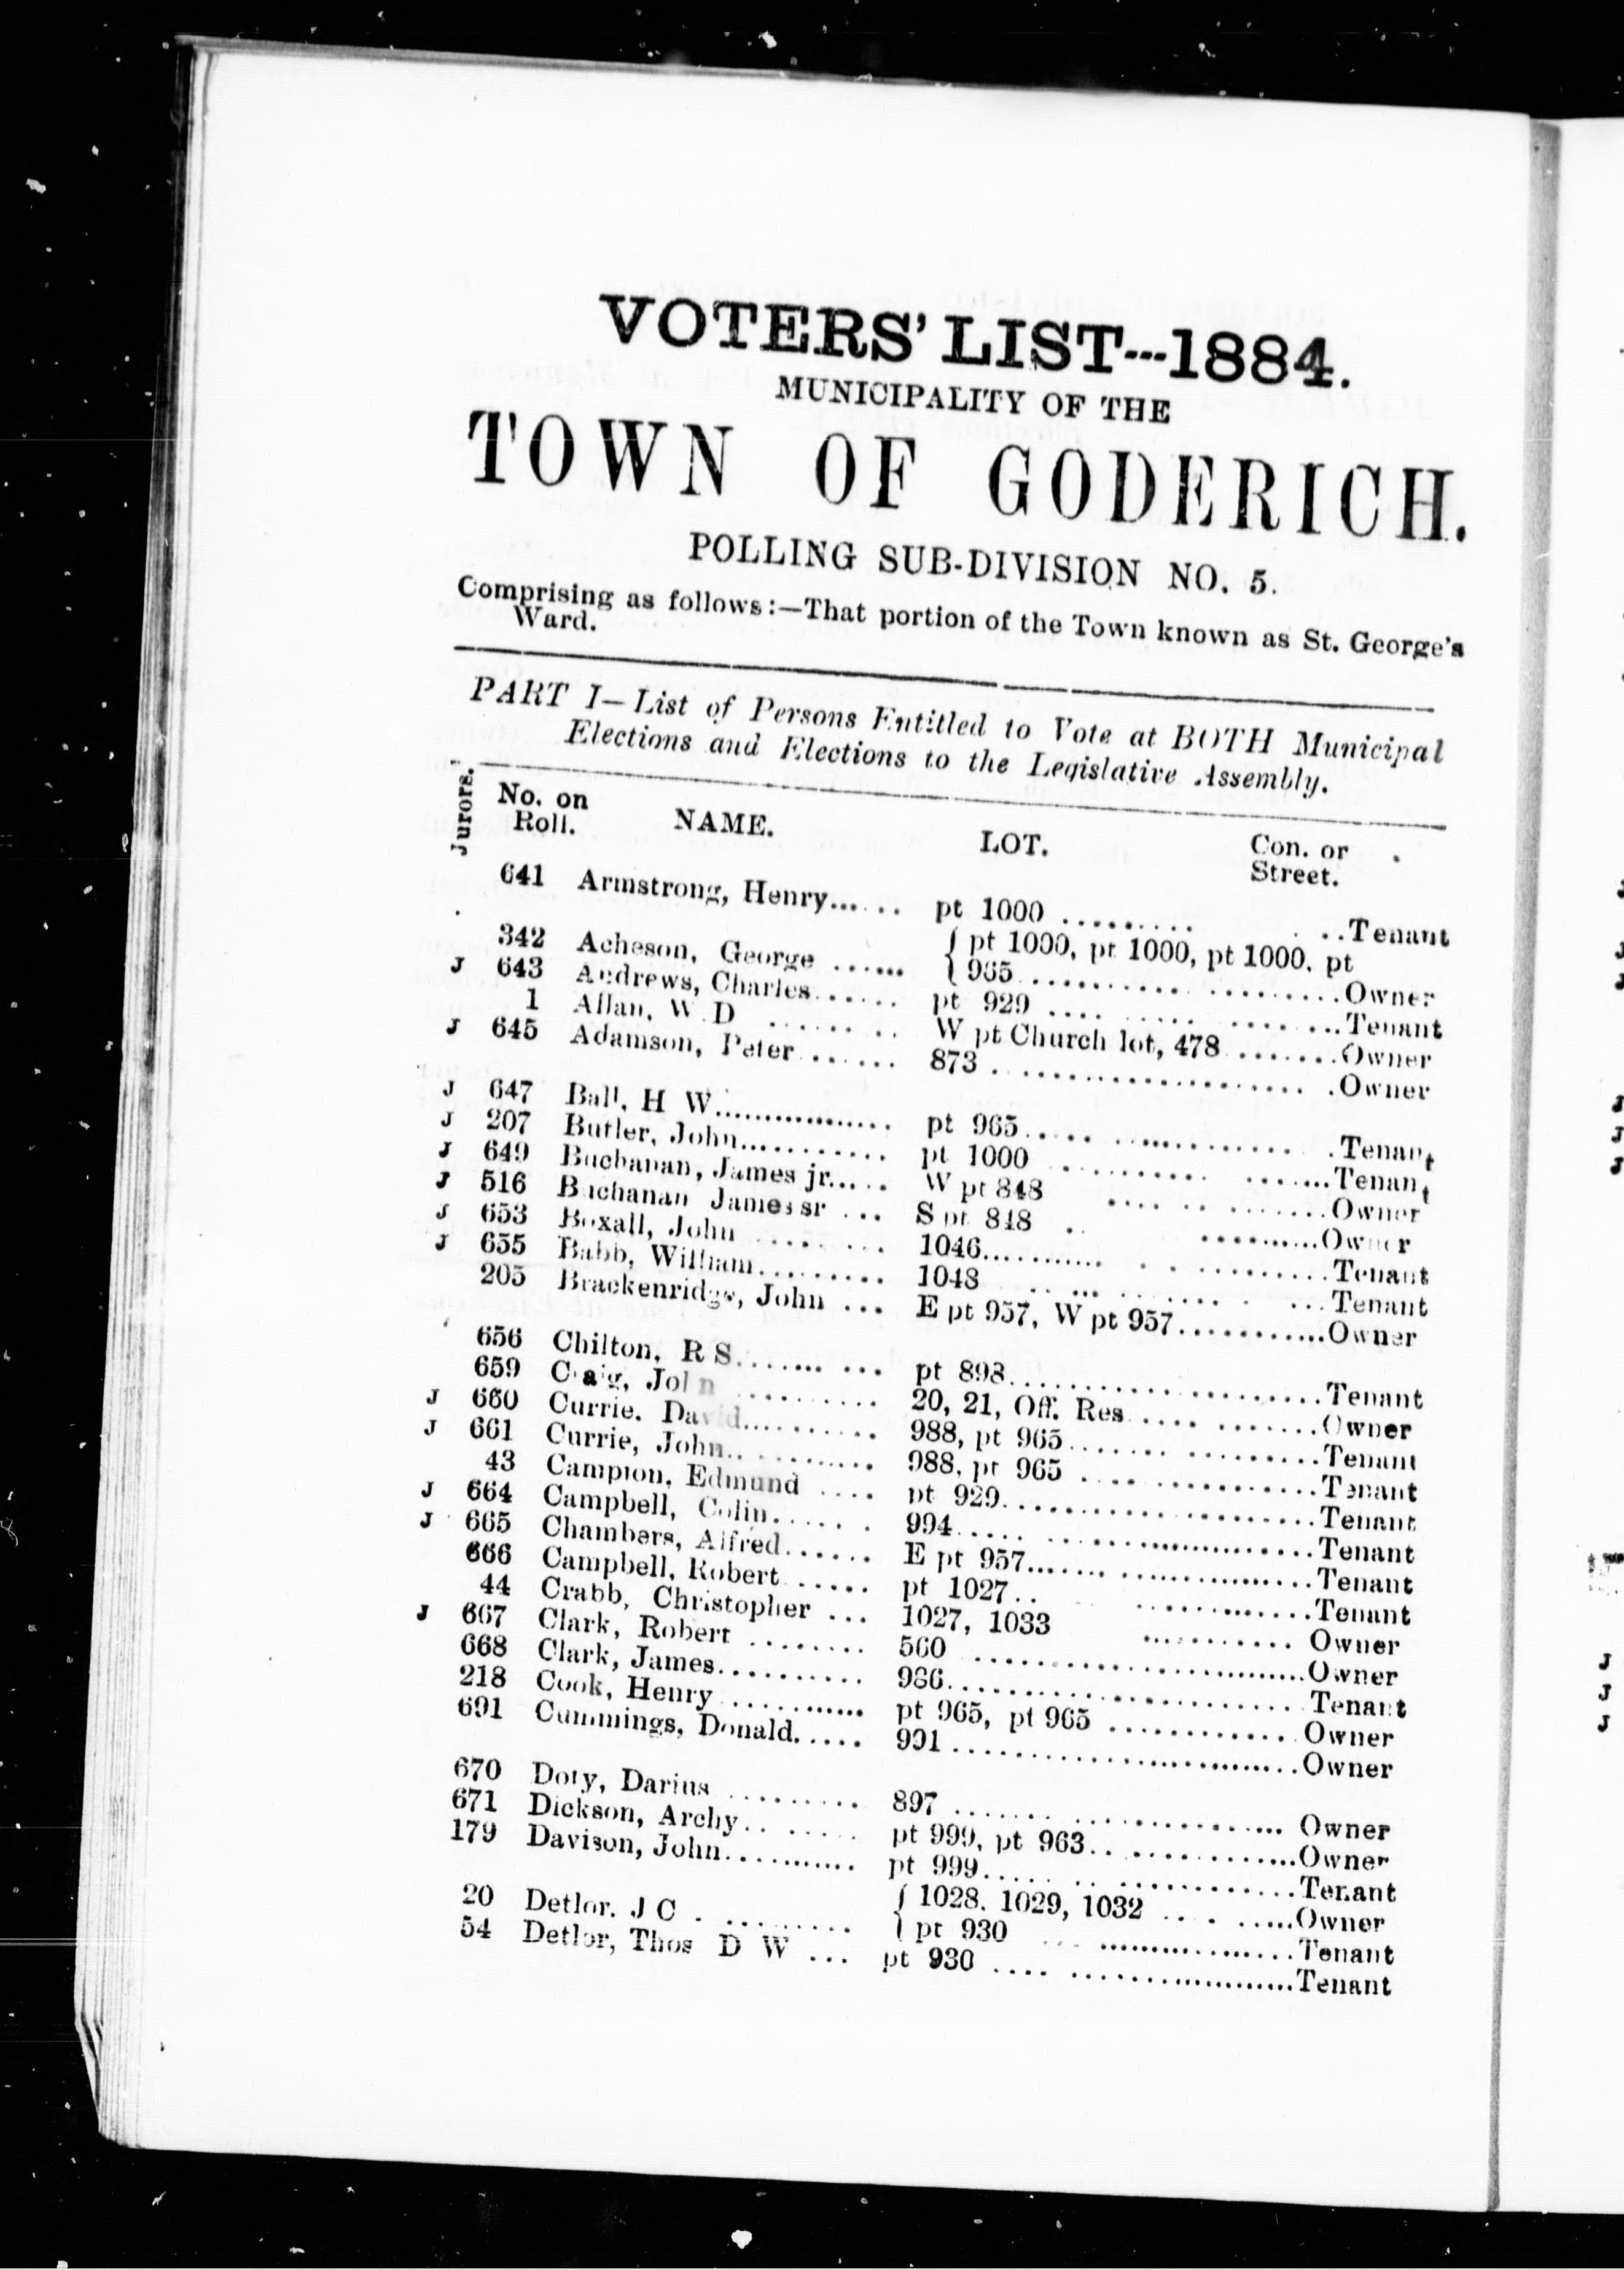 VOTERS' LIST---1884.
MUNICIPALITY OF THE
TOWN OF GODERICH.
POLLING SUB-DIVISION NO. 5.
Comprising as follows:—That portion of the Town known as St. George's
Ward.
PART I—List of Persons Entitled to Vote at BOTH Municipal
Elections and Elections to the Legislative Assembly.
Jurors. No. on Roll. NAME. LOT. Con. or Street.
641 Armstrong, Henry...... pt 1000 .......... ..Tenant
342 Acheson, George ...... { pt 1000, pt 1000, pt 1000, pt
{ 965......................Owner
J 643 Andrews, Charles...... pt 929 ....................Tenant
1 Allan, W D ........ W pt Church lot, 478........Owner
J 645 Adamson, Peter....... 873 .......................Owner
J 647 Ball, H W................ pt 965.....................Tenant
J 207 Butler, John............ pt 1000 ...................Tenant
J 649 Buchanan, James jr..... W pt 848 ..................Owner
J 516 Buchanan James sr ... S pt 848 ..................Owner
J 653 Boxall, John ........ 1046.......................Tenant
J 655 Babb, William......... 1048 ......................Tenant
205 Brackenridge, John ... E pt 957, W pt 957...........Owner
656 Chilton, R S.......... pt 898.....................Tenant
659 Craig, John .......... 20, 21, Off. Res............Owner
J 660 Currie. David.......... 988, pt 965.................Tenant
J 661 Currie, John........... 988, pt 965 ................Tenant
43 Campion, Edmund .... pt 929.....................Tenant
J 664 Campbell, Colin...... 994........................Tenant
J 665 Chambers, Alfred...... E pt 957...................Tenant
666 Campbell, Robert...... pt 1027.. .................Tenant
44 Crabb, Christopher ... 1027, 1033 ............ Owner
J 667 Clark, Robert ........ 560 .......................Owner
668 Clark, James.......... 986....................... Tenant
218 Cook, Henry .......... pt 965, pt 965 ............ Owner
691 Cummings, Donald..... 991 .......................Owner
670 Doty, Darius ......... 897 ...................... Owner
671 Dickson, Archy........ pt 999, pt 963..............Owner
179 Davison, John........... pt 999.....................Tenant
20 Detlor. J C .......... { 1028. 1029, 1032 ..........Owner
{ pt 930 ...................Tenant
54 Detlor, Thos D W ... pt 930 ....................Tenant
J
J
J